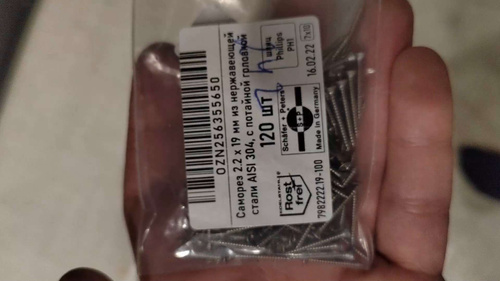 OZN256355650
Саморез 2.2 x 19 мм из нержавеющей
стали AISI 304, с потайной головкой
120 шт
шлиц
Phillips
PH1
Schäfer + Peters
S+P
Made in Germany
16.02.22
Rost
frei
7982222.19-100